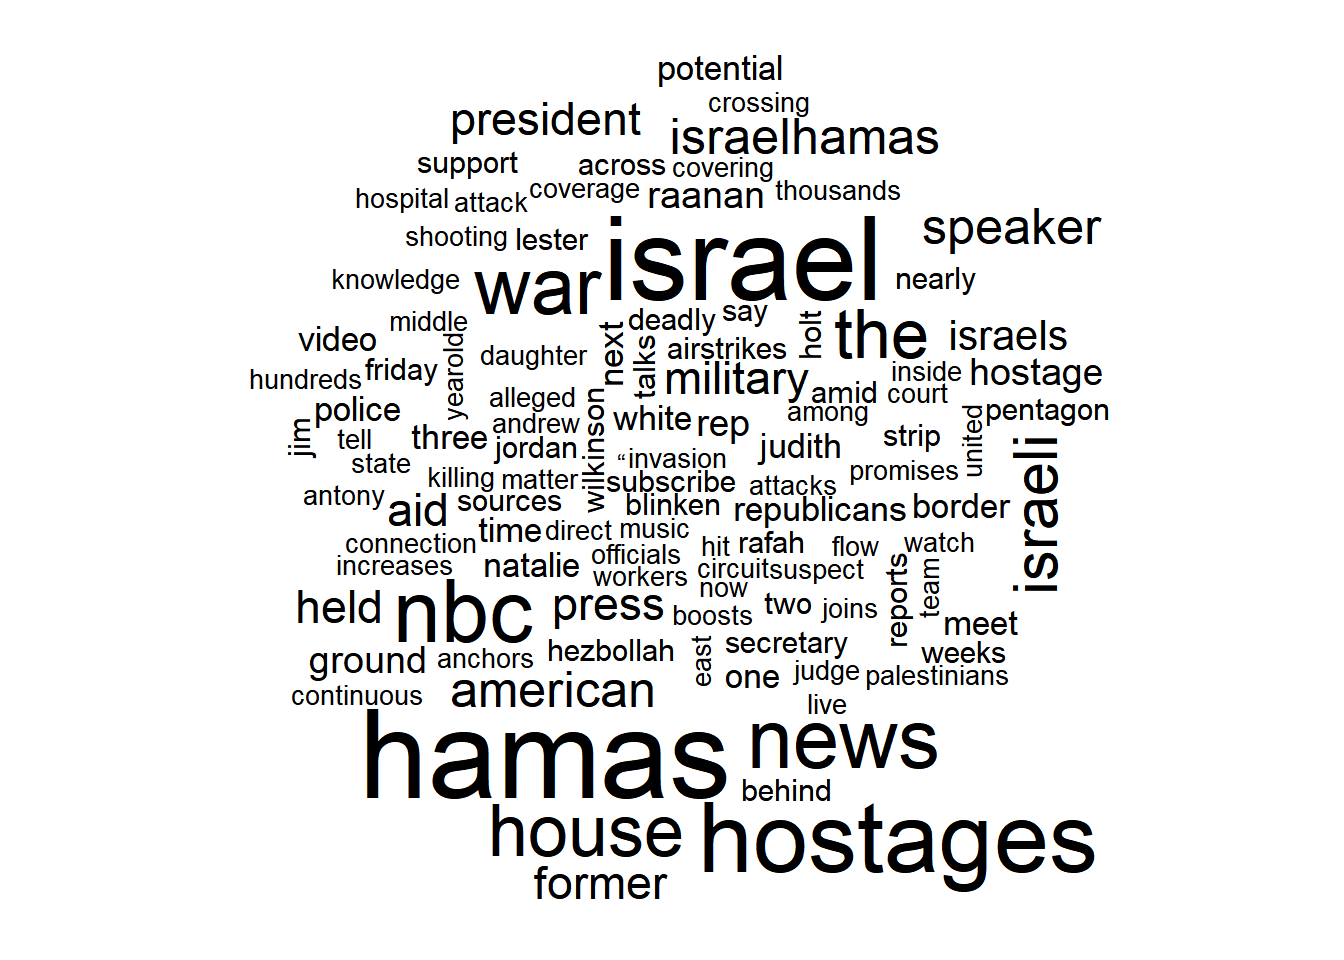 potential
crossing
president
israelhamas
support
across
covering
hospital
attack
coverage
raanan
thousands
shooting
lester
israel
speaker
knowledge
war
nearly
middle
deadly
say
holt
the
israels
video
yearold
daughter
next
talks
airstrikes
hundreds
friday
military
inside
hostage
alleged
amid
court
police
andrew
wilkinson
white
rep
among
pentagon
jim
tell
three
jordan
judith
strip
united
state
“
invasion
killing
matter
promises
israeli
antony
subscribe
attacks
aid
sources
blinken
republicans
border
time
direct
music
connection
officials
hit
rafah
flow
watch
increases
natalie
workers
circuit
suspect
reports
team
held
nbc
press
now
boosts
two
joins
meet
ground
anchors
hezbollah
east
secretary
weeks
one
judge
palestinians
continuous
american
live
hamas
news
behind
house
hostages
former